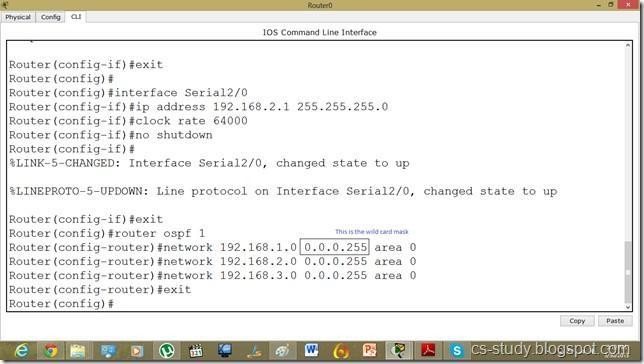 Router0
Physical Config CLI
IOS Command Line Interface
Router(config-if)#exit
Router(config)#
Router(config)#interface Serial2/0
Router(config-if)#ip address 192.168.2.1 255.255.255.0
Router(config-if)#clock rate 64000
Router(config-if)#no shutdown
Router(config-if)#
%LINK-5-CHANGED: Interface Serial2/0, changed state to up
%LINEPROTO-5-UPDOWN: Line protocol on Interface Serial2/0, changed state to up
Router(config-if)#exit
Router(config)#router ospf 1
This is the wild card mask
Router(config-router)#network 192.168.1.0 0.0.0.255 area 0
Router(config-router)#network 192.168.2.0 0.0.0.255 area 0
Router(config-router)#network 192.168.3.0 0.0.0.255 area 0
Router(config-router)#exit
Router(config)#
Copy Paste
cs-study.blogspot.com